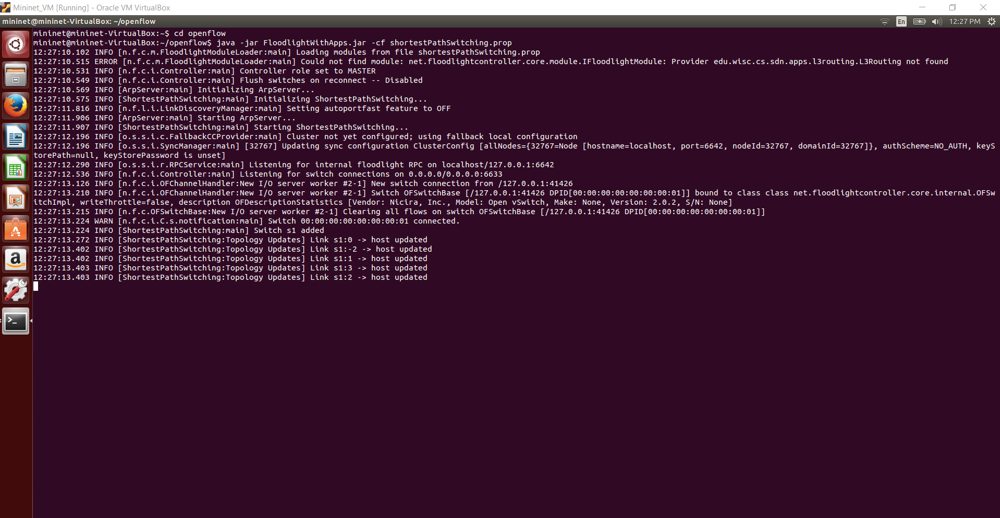 Mininet_VM [Running] - Oracle VM VirtualBox
mininet@mininet-VirtualBox: ~/openflow
En
12:27 PM
mininet@mininet-VirtualBox:~$ cd openflow
mininet@mininet-VirtualBox:~/openflow$ java -jar FloodlightWithApps.jar -cf shortestPathSwitching.prop
12:27:10.102 INFO [n.f.c.m.FloodlightModuleLoader:main] Loading modules from file shortestPathSwitching.prop
12:27:10.515 ERROR [n.f.c.m.FloodlightModuleLoader:main] Could not find module: net.floodlightcontroller.core.module.IFloodlightModule: Provider edu.wisc.cs.sdn.apps.l3routing.L3Routing not found
12:27:10.531 INFO [n.f.c.i.Controller:main] Controller role set to MASTER
12:27:10.549 INFO [n.f.c.i.Controller:main] Flush switches on reconnect -- Disabled
12:27:10.569 INFO [ArpServer:main] Initializing ArpServer...
12:27:10.575 INFO [ShortestPathSwitching:main] Initializing ShortestPathSwitching...
12:27:11.816 INFO [n.f.l.i.LinkDiscoveryManager:main] Setting autoportfast feature to OFF
12:27:11.906 INFO [ArpServer:main] Starting ArpServer...
12:27:11.907 INFO [ShortestPathSwitching:main] Starting ShortestPathSwitching...
12:27:12.196 INFO [o.s.s.i.c.FallbackCCProvider:main] Cluster not yet configured; using fallback local configuration
12:27:12.196 INFO [o.s.s.i.SyncManager:main] [32767] Updating sync configuration ClusterConfig [allNodes={32767=Node [hostname=localhost, port=6642, nodeId=32767, domainId=32767]}, authScheme=NO_AUTH, keyS
torePath=null, keyStorePassword is unset]
12:27:12.290 INFO [o.s.s.i.r.RPCService:main] Listening for internal floodlight RPC on localhost/127.0.0.1:6642
12:27:12.536 INFO [n.f.c.i.Controller:main] Listening for switch connections on 0.0.0.0/0.0.0.0:6633
12:27:13.126 INFO [n.f.c.i.OFChannelHandler:New I/O server worker #2-1] New switch connection from /127.0.0.1:41426
12:27:13.210 INFO [n.f.c.i.OFChannelHandler:New I/O server worker #2-1] Switch OFSwitchBase [/127.0.0.1:41426 DPID[00:00:00:00:00:00:00:01]] bound to class class net.floodlightcontroller.core.internal.OFSw
itchImpl, writeThrottle=false, description OFDescriptionStatistics [Vendor: Nicira, Inc., Model: Open vSwitch, Make: None, Version: 2.0.2, S/N: None]
12:27:13.215 INFO [n.f.c.OFSwitchBase:New I/O server worker #2-1] Clearing all flows on switch OFSwitchBase [/127.0.0.1:41426 DPID[00:00:00:00:00:00:00:01]]
12:27:13.224 WARN [n.f.c.i.C.s.notification:main] Switch 00:00:00:00:00:00:00:01 connected.
12:27:13.224 INFO [ShortestPathSwitching:main] Switch s1 added
12:27:13.272 INFO [ShortestPathSwitching:Topology Updates] Link s1:0 -> host updated
12:27:13.402 INFO [ShortestPathSwitching:Topology Updates] Link s1:-2 -> host updated
12:27:13.402 INFO [ShortestPathSwitching:Topology Updates] Link s1:1 -> host updated
12:27:13.403 INFO [ShortestPathSwitching:Topology Updates] Link s1:3 -> host updated
12:27:13.403 INFO [ShortestPathSwitching:Topology Updates] Link s1:2 -> host updated